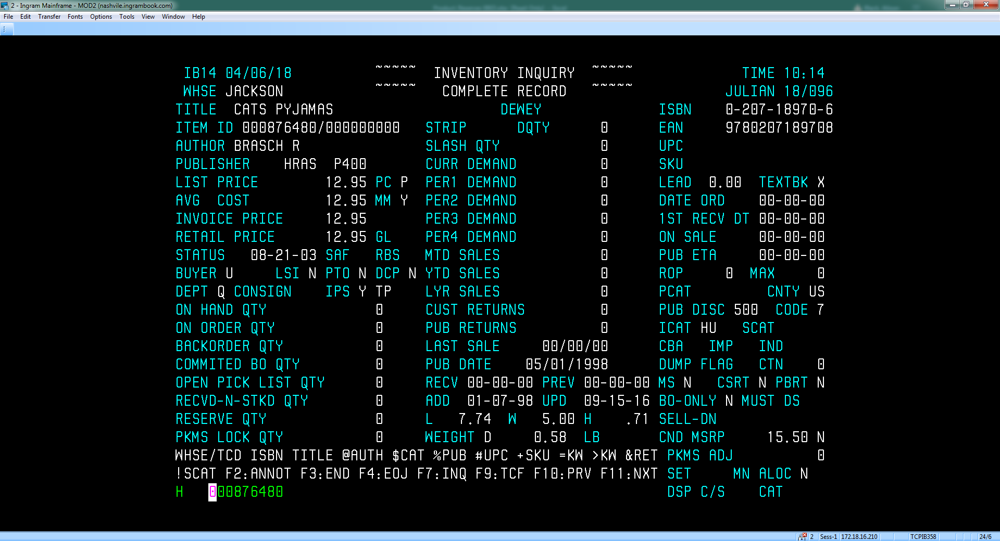 2 - Ingram Mainframe - MOD2 (nashvile.ingrambook.com)
File Edit Transfer Fonts Options Tools View Window Help
IB14 04/06/18 ~~~~~ INVENTORY INQUIRY ~~~~~ TIME 10:14
WHSE JACKSON ~~~~~ COMPLETE RECORD ~~~~~ JULIAN 18/096
TITLE CATS PYJAMAS DEWEY ISBN 0-207-18970-6
ITEM ID 000876480/000000000 STRIP DQTY 0 EAN 9780207189708
AUTHOR BRASCH R SLASH QTY 0 UPC
PUBLISHER HRAS P400 CURR DEMAND 0 SKU
LIST PRICE 12.95 PC P PER1 DEMAND 0 LEAD 0.00 TEXTBK X
AVG COST 12.95 MM Y PER2 DEMAND 0 DATE ORD 00-00-00
INVOICE PRICE 12.95 PER3 DEMAND 0 1ST RECV DT 00-00-00
RETAIL PRICE 12.95 GL PER4 DEMAND 0 ON SALE 00-00-00
STATUS 08-21-03 SAF RBS MTD SALES 0 PUB ETA 00-00-00
BUYER U LSI N PTO N DCP N YTD SALES 0 ROP 0 MAX 0
DEPT Q CONSIGN IPS Y TP LYR SALES 0 PCAT CNTY US
ON HAND QTY 0 CUST RETURNS 0 PUB DISC 500 CODE 7
ON ORDER QTY 0 PUB RETURNS 0 ICAT HU SCAT
BACKORDER QTY 0 LAST SALE 00/00/00 CBA IMP IND
COMMITED BO QTY 0 PUB DATE 05/01/1998 DUMP FLAG CTN 0
OPEN PICK LIST QTY 0 RECV 00-00-00 PREV 00-00-00 MS N CSRT N PBRT N
RECVD-N-STKD QTY 0 ADD 01-07-98 UPD 09-15-16 BO-ONLY N MUST DS
RESERVE QTY 0 L 7.74 W 5.00 H .71 SELL-DN
PKMS LOCK QTY 0 WEIGHT D 0.58 LB CND MSRP 15.50 N
WHSE/TCD ISBN TITLE @AUTH $CAT %PUB #UPC +SKU =KW >KW &RET PKMS ADJ 0
!SCAT F2:ANNOT F3:END F4:EOJ F7:INQ F9:TCF F10:PRV F11:NXT SET MN ALOC N
H 000876480 DSP C/S CAT
2 Sess-1 172.18.16.210 TCPIB358 24/6